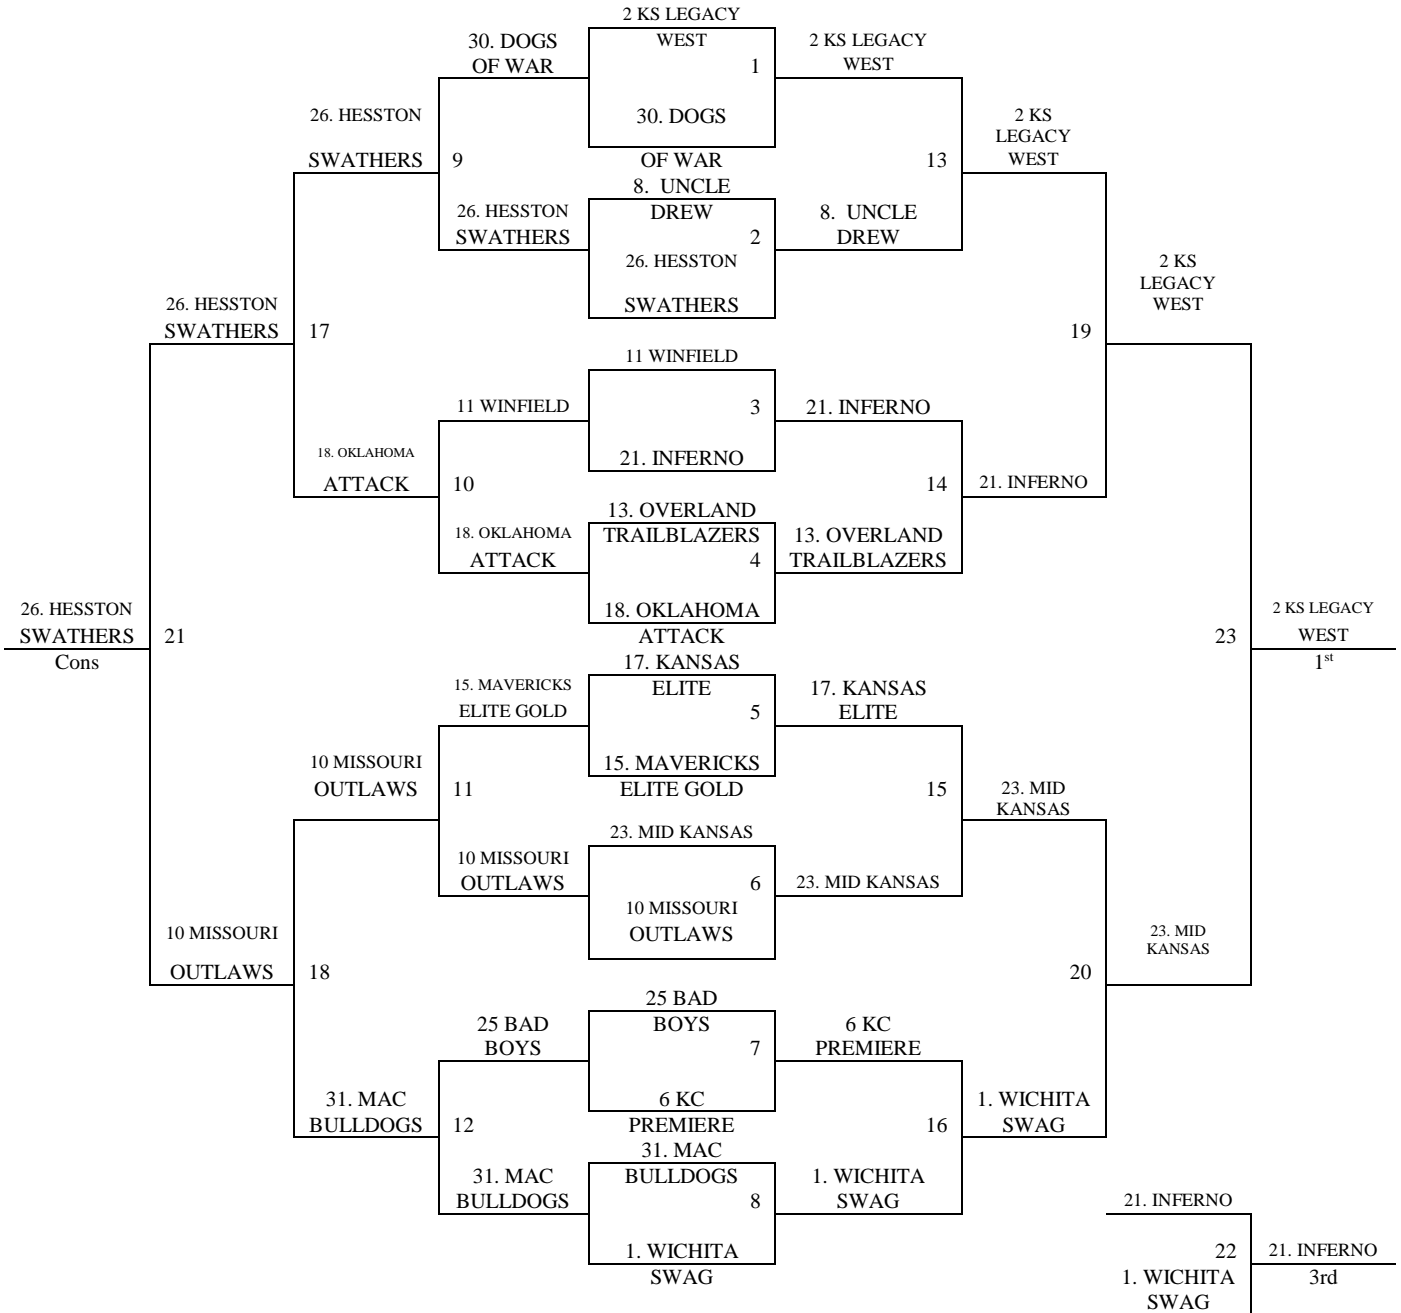 2 KS LEGACY
30. DOGS
WEST
2 KS LEGACY
OF WAR
1
WEST
26. HESSTON
30. DOGS
2 KS
LEGACY
SWATHERS
9
OF WAR
13
WEST
8. UNCLE
26. HESSTON
DREW
8. UNCLE
SWATHERS
2
DREW
26. HESSTON
2 KS
LEGACY
26. HESSTON
SWATHERS
WEST
SWATHERS
17
19
11 WINFIELD
11 WINFIELD
3
21. INFERNO
18. OKLAHOMA
21. INFERNO
ATTACK
10
14
21. INFERNO
13. OVERLAND
18. OKLAHOMA
TRAILBLAZERS
13. OVERLAND
ATTACK
4
TRAILBLAZERS
26. HESSTON
18. OKLAHOMA
2 KS LEGACY
SWATHERS
21
ATTACK
23
WEST
Cons
17. KANSAS
1st
15. MAVERICKS
ELITE
17. KANSAS
ELITE GOLD
5
ELITE
10 MISSOURI
15. MAVERICKS
OUTLAWS
11
ELITE GOLD
15
23. MID
KANSAS
23. MID KANSAS
10 MISSOURI
OUTLAWS
6
23. MID KANSAS
10 MISSOURI
10 MISSOURI
OUTLAWS
23. MID
KANSAS
OUTLAWS
18
20
25 BAD
25 BAD
BOYS
6 KC
BOYS
7
PREMIERE
31. MAC
6 KC
1. WICHITA
BULLDOGS
12
PREMIERE
16
SWAG
31. MAC
31. MAC
BULLDOGS
1. WICHITA
BULLDOGS
8
SWAG
21. INFERNO
1. WICHITA
22
21. INFERNO
SWAG
1. WICHITA
3rd
SWAG